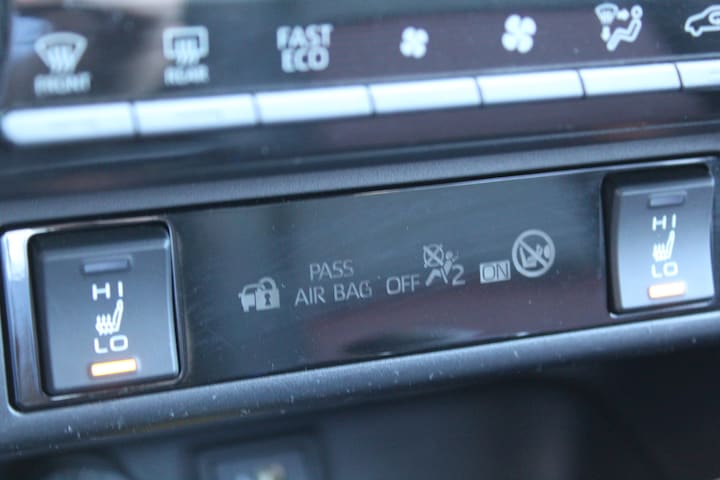 FRONT
REAR
FAST
ECO
HI
LO
PASS
AIR BAG OFF 2 ON
HI
LO